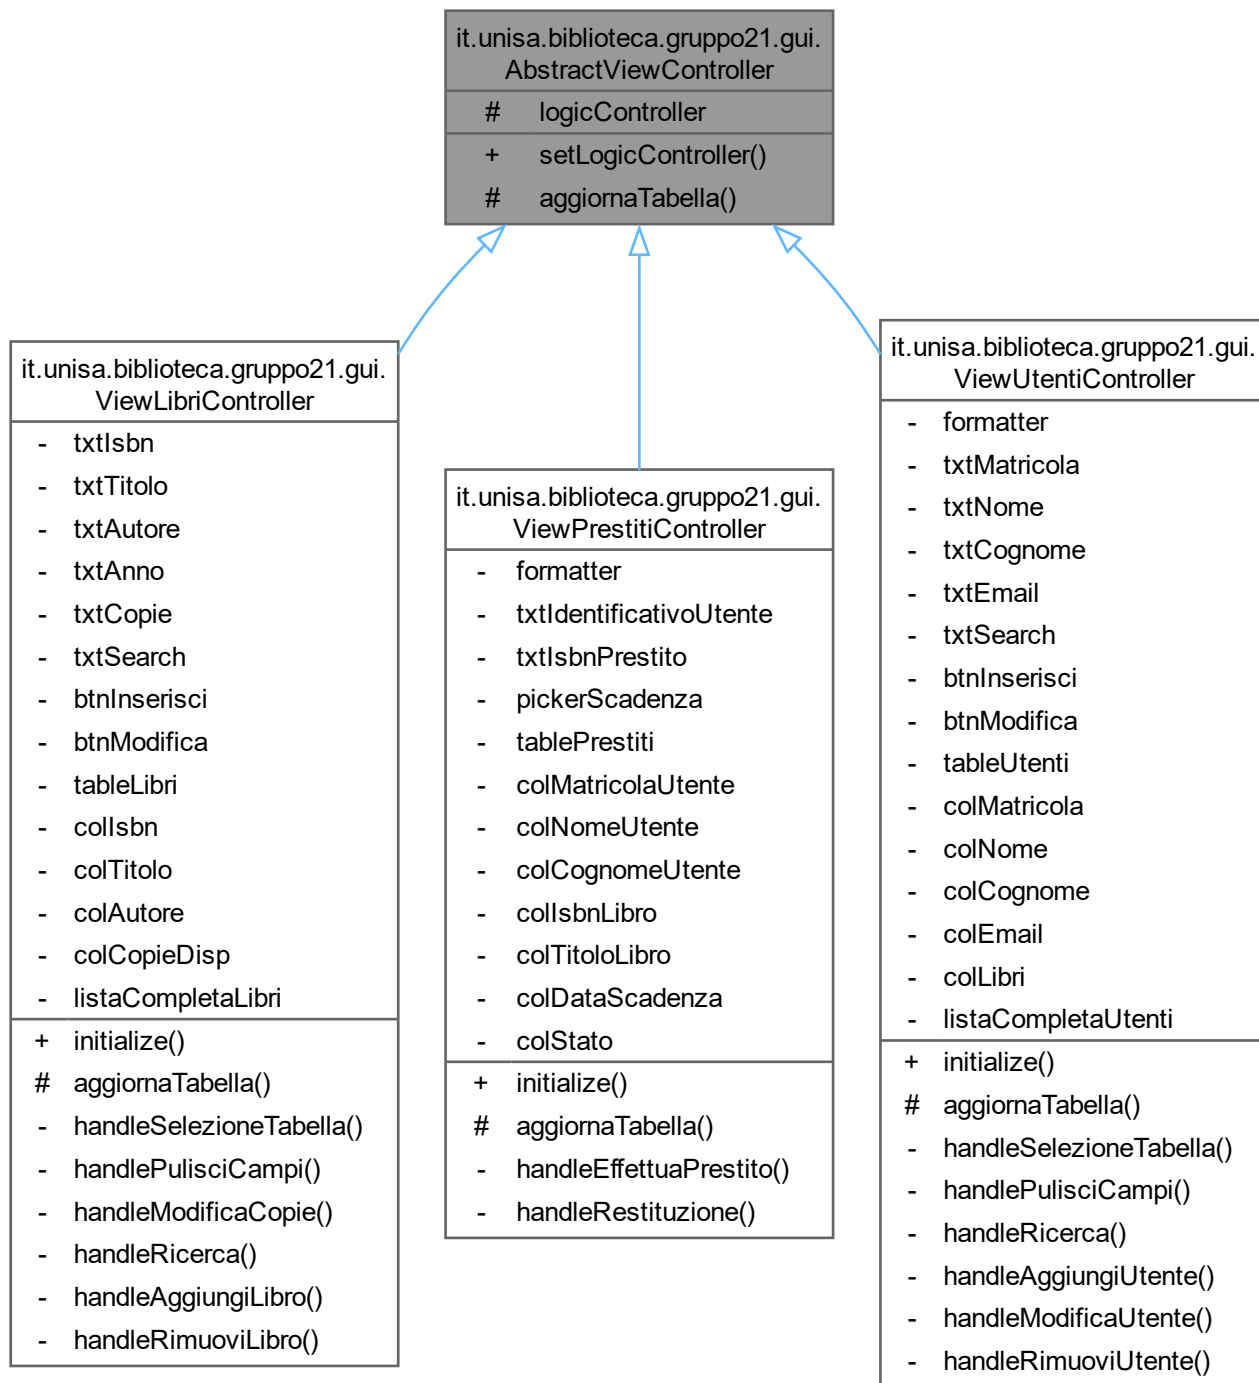 it.unisa.biblioteca.gruppo21.gui.
AbstractViewController
# logicController
+ setLogicController()
# aggiornaTabella()
it.unisa.biblioteca.gruppo21.gui.
ViewLibriController
- txtIsbn
- txtTitolo
- txtAutore
- txtAnno
- txtCopie
- txtSearch
- btnInserisci
- btnModifica
- tableLibri
- colIsbn
- colTitolo
- colAutore
- colCopieDisp
- listaCompletaLibri
+ initialize()
# aggiornaTabella()
- handleSelezioneTabella()
- handlePulisciCampi()
- handleModificaCopie()
- handleRicerca()
- handleAggiungiLibro()
- handleRimuoviLibro()
it.unisa.biblioteca.gruppo21.gui.
ViewPrestitiController
- formatter
- txtIdentificativoUtente
- txtIsbnPrestito
- pickerScadenza
- tablePrestiti
- colMatricolaUtente
- colNomeUtente
- colCognomeUtente
- colIsbnLibro
- colTitoloLibro
- colDataScadenza
- colStato
+ initialize()
# aggiornaTabella()
- handleEffettuaPrestito()
- handleRestituzione()
it.unisa.biblioteca.gruppo21.gui.
ViewUtentiController
- formatter
- txtMatricola
- txtNome
- txtCognome
- txtEmail
- txtSearch
- btnInserisci
- btnModifica
- tableUtenti
- colMatricola
- colNome
- colCognome
- colEmail
- colLibri
- listaCompletaUtenti
+ initialize()
# aggiornaTabella()
- handleSelezioneTabella()
- handlePulisciCampi()
- handleRicerca()
- handleAggiungiUtente()
- handleModificaUtente()
- handleRimuoviUtente()